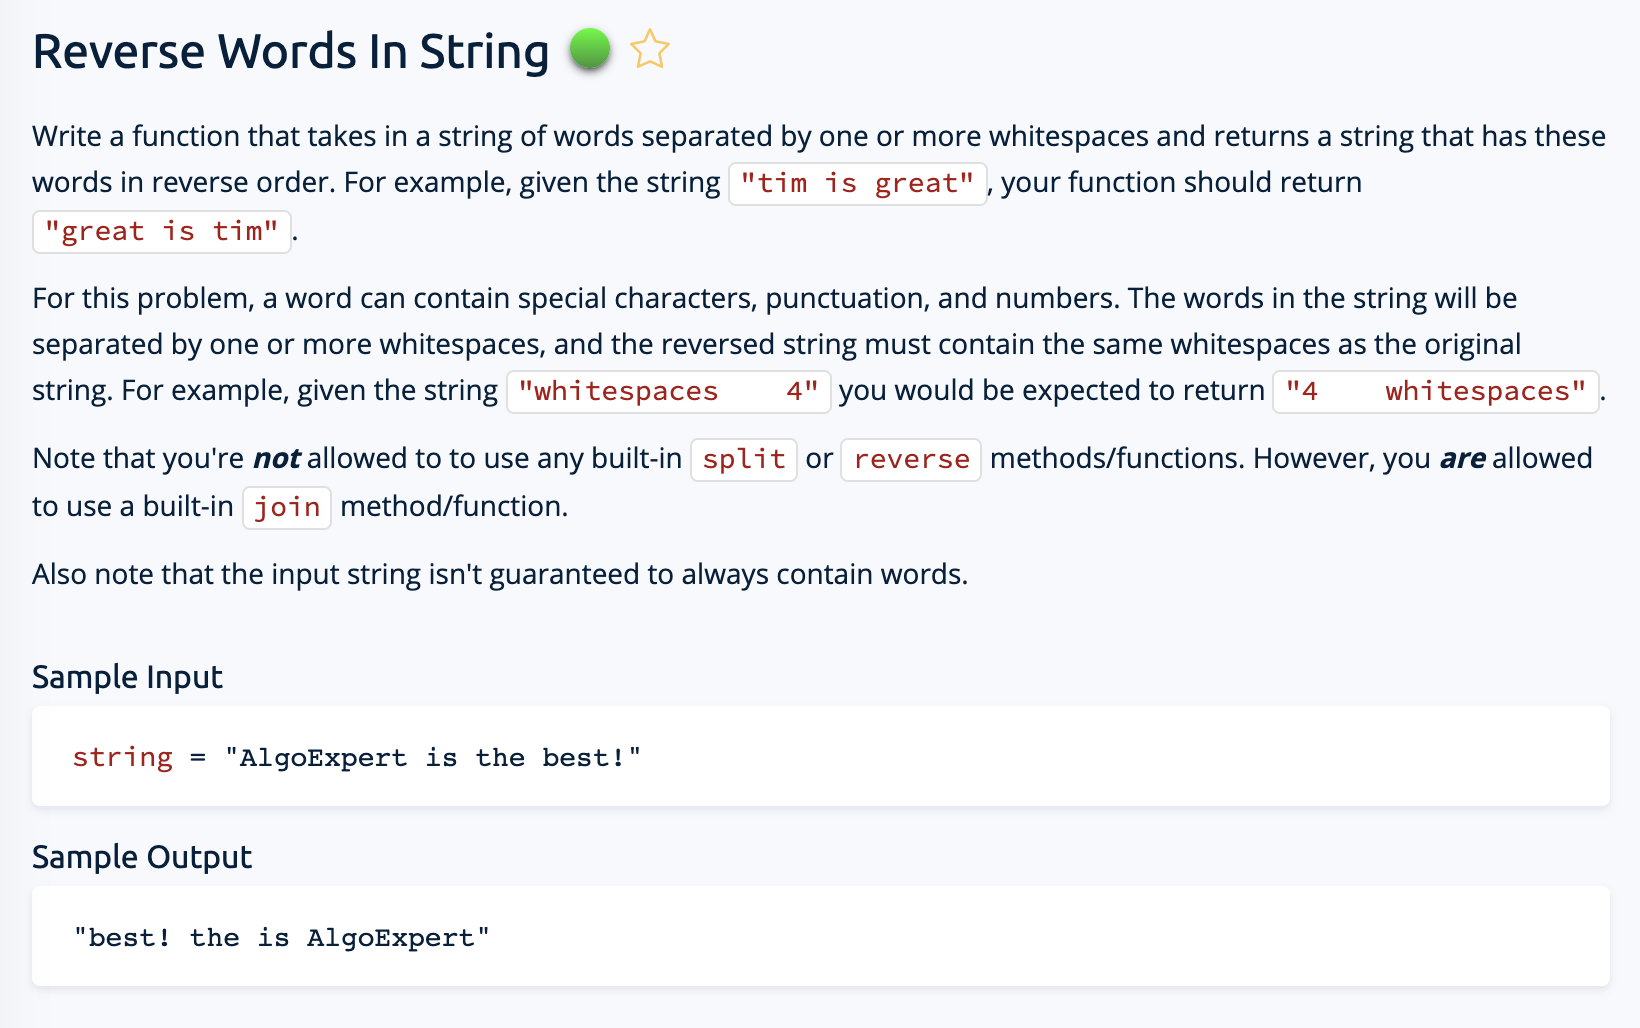 Reverse Words In String
Write a function that takes in a string of words separated by one or more whitespaces and returns a string that has these
words in reverse order. For example, given the string "tim is great", your function should return
"great is tim".
For this problem, a word can contain special characters, punctuation, and numbers. The words in the string will be
separated by one or more whitespaces, and the reversed string must contain the same whitespaces as the original
string. For example, given the string "whitespaces    4" you would be expected to return "4    whitespaces".
Note that you're not allowed to to use any built-in split or reverse methods/functions. However, you are allowed
to use a built-in join method/function.
Also note that the input string isn't guaranteed to always contain words.
Sample Input
string = "AlgoExpert is the best!"
Sample Output
"best! the is AlgoExpert"